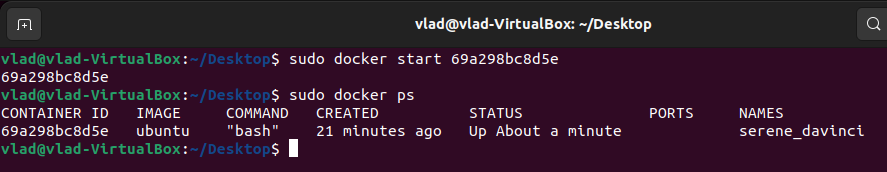 vlad@vlad-VirtualBox: ~/Desktop
vlad@vlad-VirtualBox:~/Desktop$ sudo docker start 69a298bc8d5e
69a298bc8d5e
vlad@vlad-VirtualBox:~/Desktop$ sudo docker ps
CONTAINER ID   IMAGE     COMMAND   CREATED          STATUS              PORTS     NAMES
69a298bc8d5e   ubuntu    "bash"    21 minutes ago   Up About a minute             serene_davinci
vlad@vlad-VirtualBox:~/Desktop$